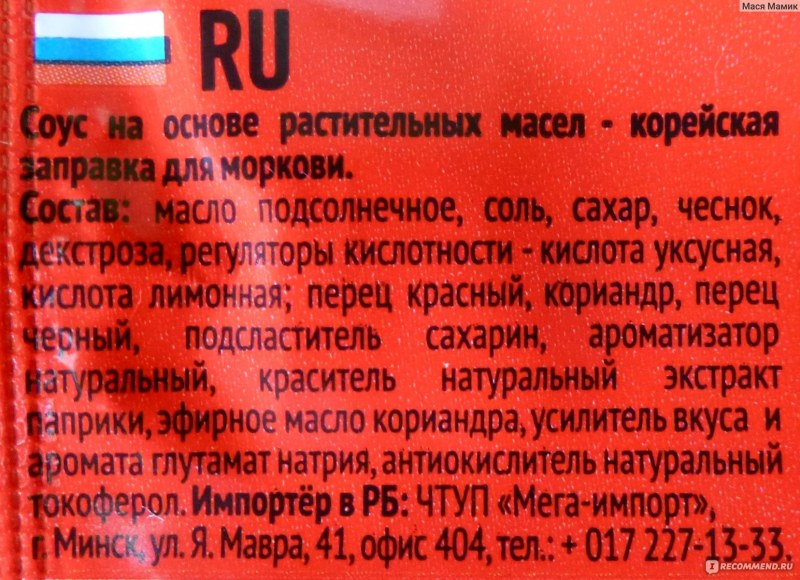 Мася Мамик
RU
Соус на основе растительных масел - корейская
заправка для моркови.
Состав: масло подсолнечное, соль, сахар, чеснок,
декстроза, регуляторы кислотности - кислота уксусная,
кислота лимонная; перец красный, кориандр, перец
черный, подсластитель сахарин, ароматизатор
натуральный, краситель натуральный экстракт
паприки, эфирное масло кориандра, усилитель вкуса и
аромата глутамат натрия, антиокислитель натуральный
токоферол. Импортёр в РБ: ЧТУП «Мега-импорт»,
г. Минск, ул. Я. Мавра, 41, офис 404, тел.: + 017 227-13-33.
IRECOMMEND.RU